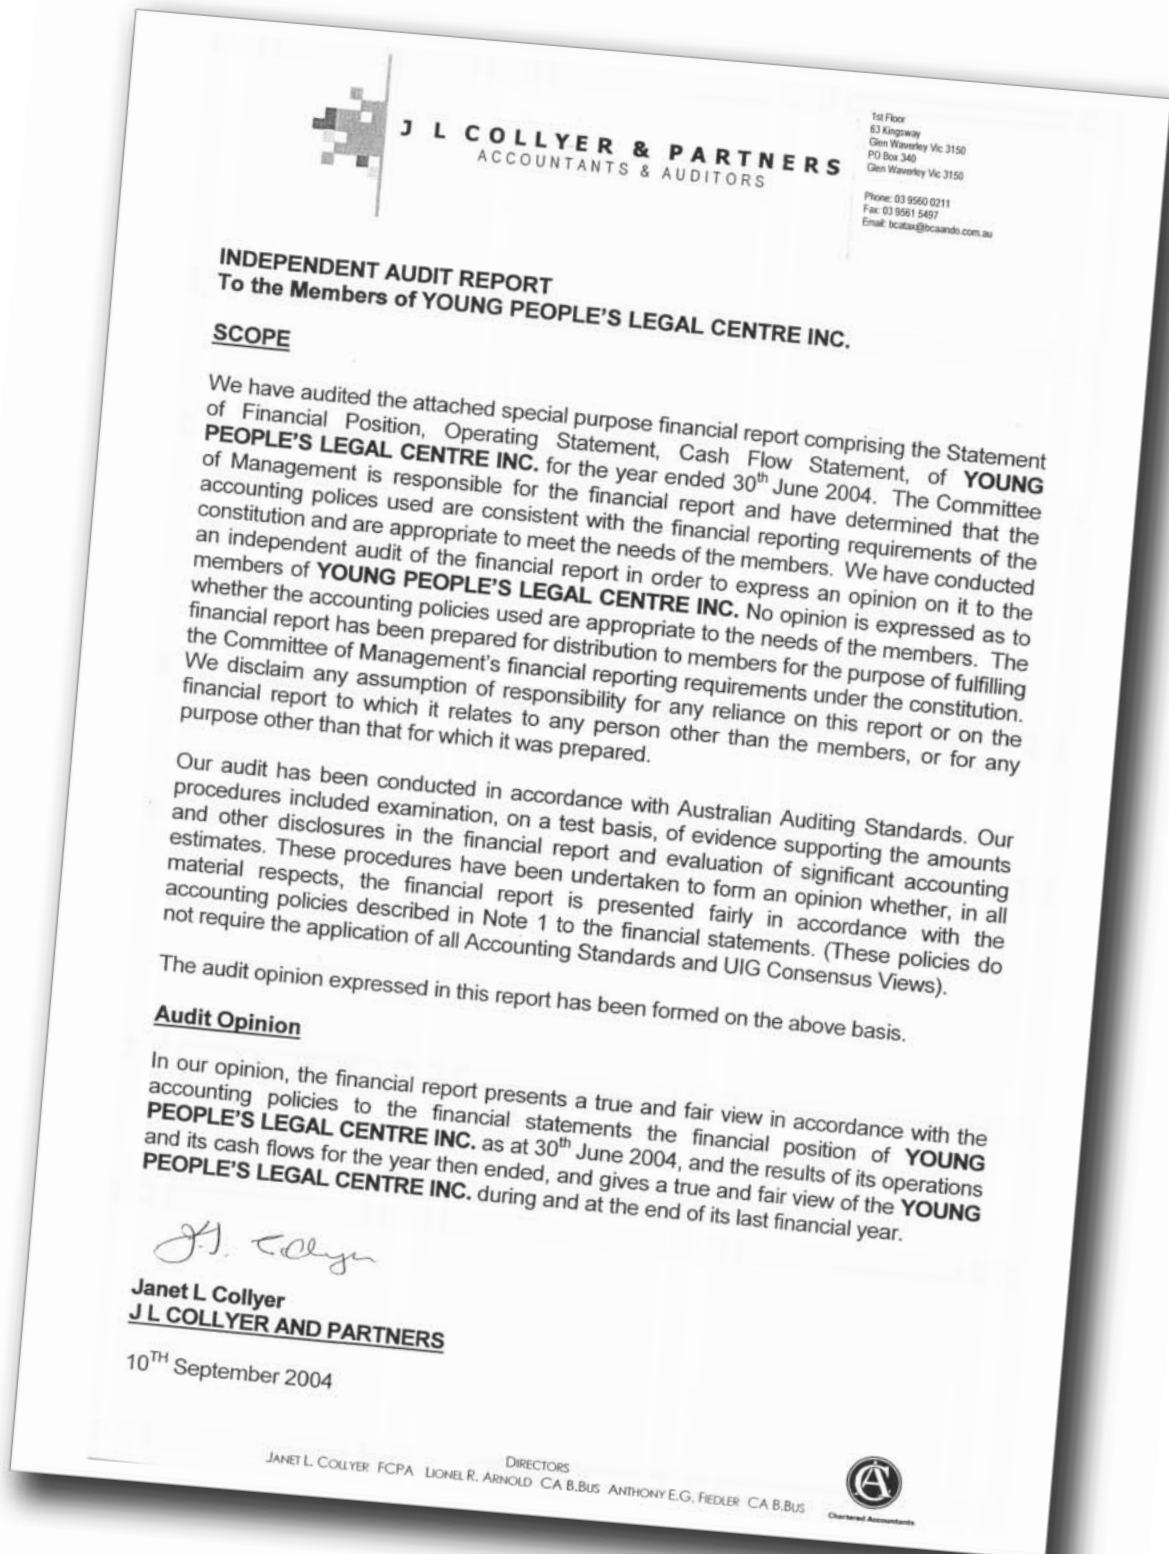 J L COLLYER & PARTNERS
ACCOUNTANTS & AUDITORS
1st Floor
63 Kingsway
Glen Waverley Vic 3150
PO Box 340
Glen Waverley Vic 3150
Phone: 03 9560 0211
Fax: 03 9561 5497
Email: bcatax@bcaando.com.au
INDEPENDENT AUDIT REPORT
To the Members of YOUNG PEOPLE'S LEGAL CENTRE INC.
SCOPE
We have audited the attached special purpose financial report comprising the Statement
of Financial Position, Operating Statement, Cash Flow Statement, of YOUNG
PEOPLE'S LEGAL CENTRE INC. for the year ended 30th June 2004. The Committee
of Management is responsible for the financial report and have determined that the
accounting polices used are consistent with the financial reporting requirements of the
constitution and are appropriate to meet the needs of the members. We have conducted
an independent audit of the financial report in order to express an opinion on it to the
members of YOUNG PEOPLE'S LEGAL CENTRE INC. No opinion is expressed as to
whether the accounting policies used are appropriate to the needs of the members. The
financial report has been prepared for distribution to members for the purpose of fulfilling
the Committee of Management's financial reporting requirements under the constitution.
We disclaim any assumption of responsibility for any reliance on this report or on the
financial report to which it relates to any person other than the members, or for any
purpose other than that for which it was prepared.
Our audit has been conducted in accordance with Australian Auditing Standards. Our
procedures included examination, on a test basis, of evidence supporting the amounts
and other disclosures in the financial report and evaluation of significant accounting
estimates. These procedures have been undertaken to form an opinion whether, in all
material respects, the financial report is presented fairly in accordance with the
accounting policies described in Note 1 to the financial statements. (These policies do
not require the application of all Accounting Standards and UIG Consensus Views).
The audit opinion expressed in this report has been formed on the above basis.
Audit Opinion
In our opinion, the financial report presents a true and fair view in accordance with the
accounting policies to the financial statements the financial position of YOUNG
PEOPLE'S LEGAL CENTRE INC. as at 30th June 2004, and the results of its operations
and its cash flows for the year then ended, and gives a true and fair view of the YOUNG
PEOPLE'S LEGAL CENTRE INC. during and at the end of its last financial year.
Janet L Collyer
J L COLLYER AND PARTNERS
10TH September 2004
DIRECTORS
JANET L. COLLYER FCPA LIONEL R. ARNOLD CA B.BUS ANTHONY E.G. FIEDLER CA B.BUS
CA
Chartered Accountants